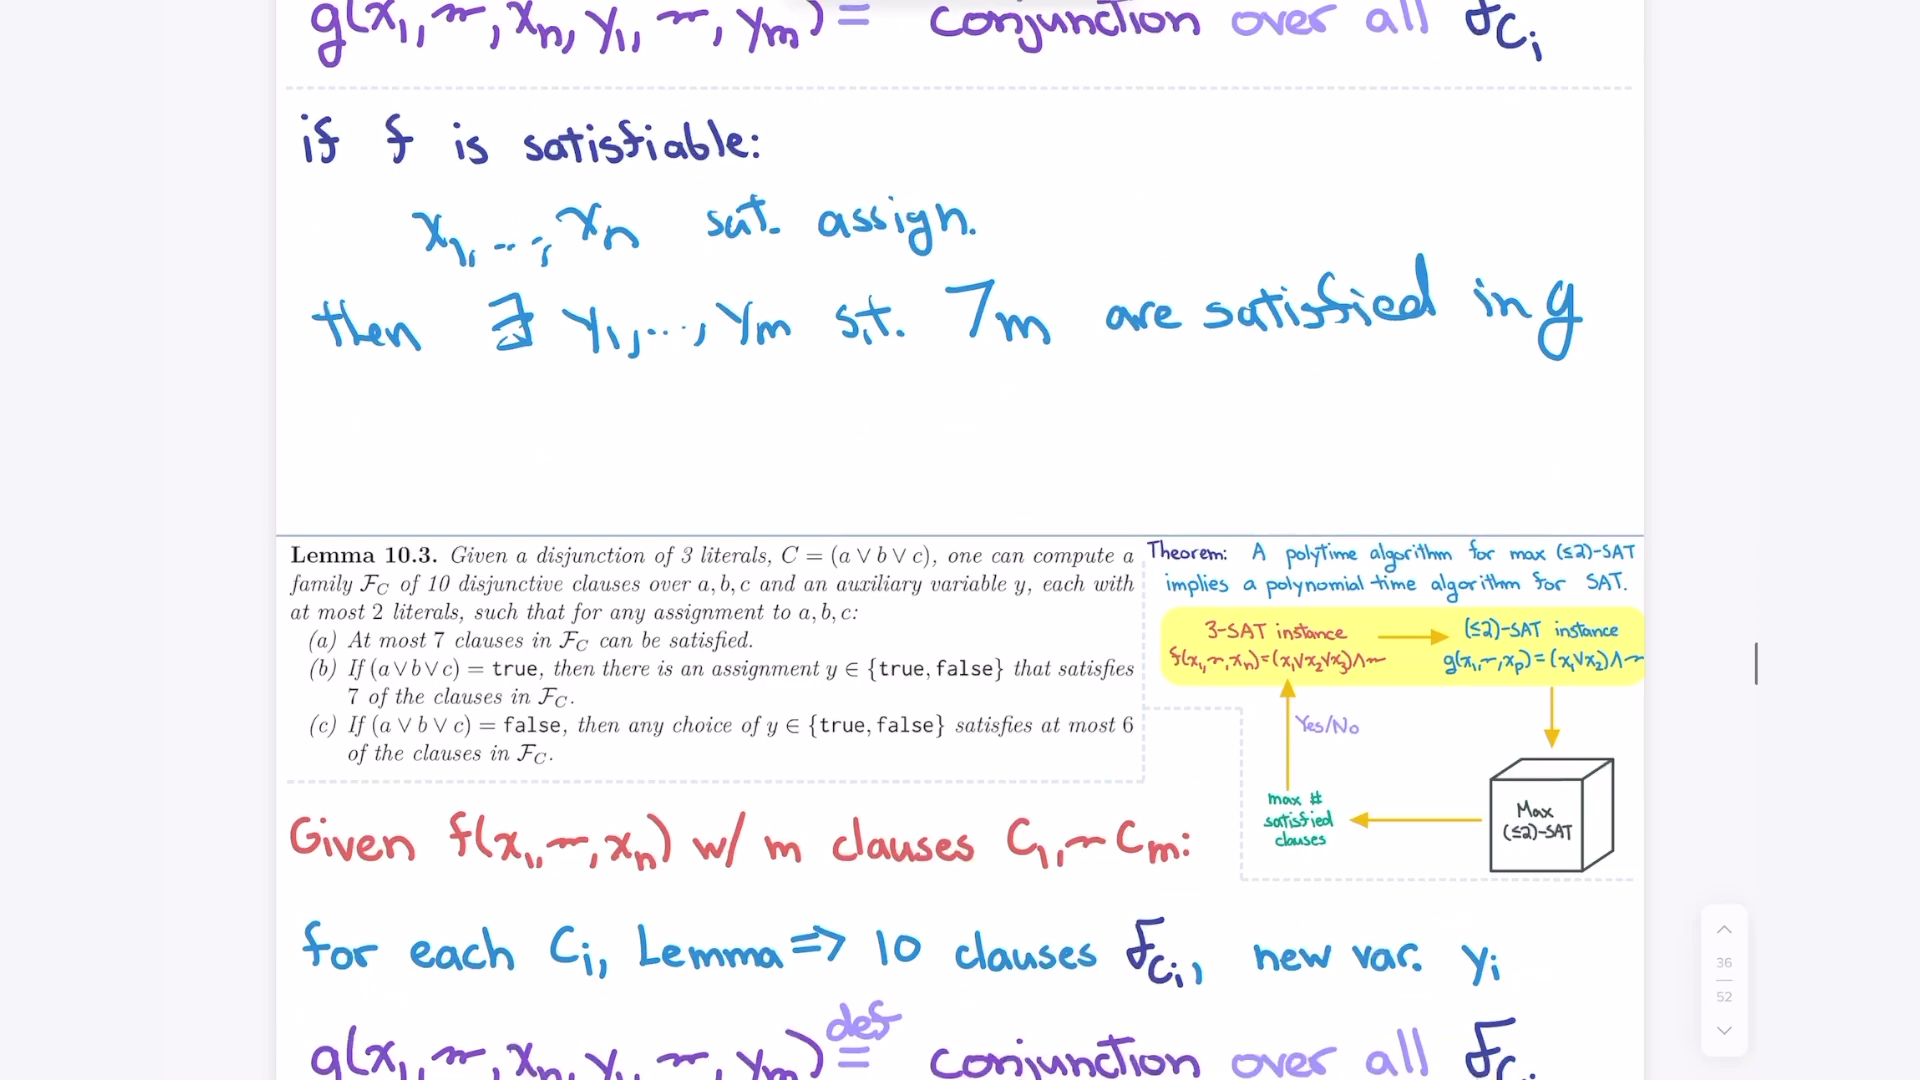 g(x₁, ~, xₙ, y₁, ~, yₘ) = conjunction over all F_Cᵢ
if f is satisfiable:
x₁, ..., xₙ sat. assign.
then ∃ y₁, ..., yₘ s.t. 7m are satisfied in g
Lemma 10.3. Given a disjunction of 3 literals, C = (a ∨ b ∨ c), one can compute a
family F_C of 10 disjunctive clauses over a, b, c and an auxiliary variable y, each with
at most 2 literals, such that for any assignment to a, b, c:
(a) At most 7 clauses in F_C can be satisfied.
(b) If (a∨b∨c) = true, then there is an assignment y ∈ {true, false} that satisfies
7 of the clauses in F_C.
(c) If (a ∨ b ∨ c) = false, then any choice of y ∈ {true, false} satisfies at most 6
of the clauses in F_C.
Theorem: A polytime algorithm for max (≤2)-SAT
implies a polynomial-time algorithm for SAT.
3-SAT instance
f(x₁, ~, xₙ)=(x₁∨x₂∨x₃)∧~
(≤2)-SAT instance
g(x₁, ~, xₚ)=(x₁∨x₂)∧~
Yes/No
max #
satisfied
clauses
Max
(≤2)-SAT
Given f(x₁, ~, xₙ) w/ m clauses C₁, ~ Cₘ:
for each Cᵢ, Lemma => 10 clauses F_Cᵢ, new var. yᵢ
def
g(x₁, ~, xₙ, y₁, ~, yₘ) = conjunction over all F_C
36
52